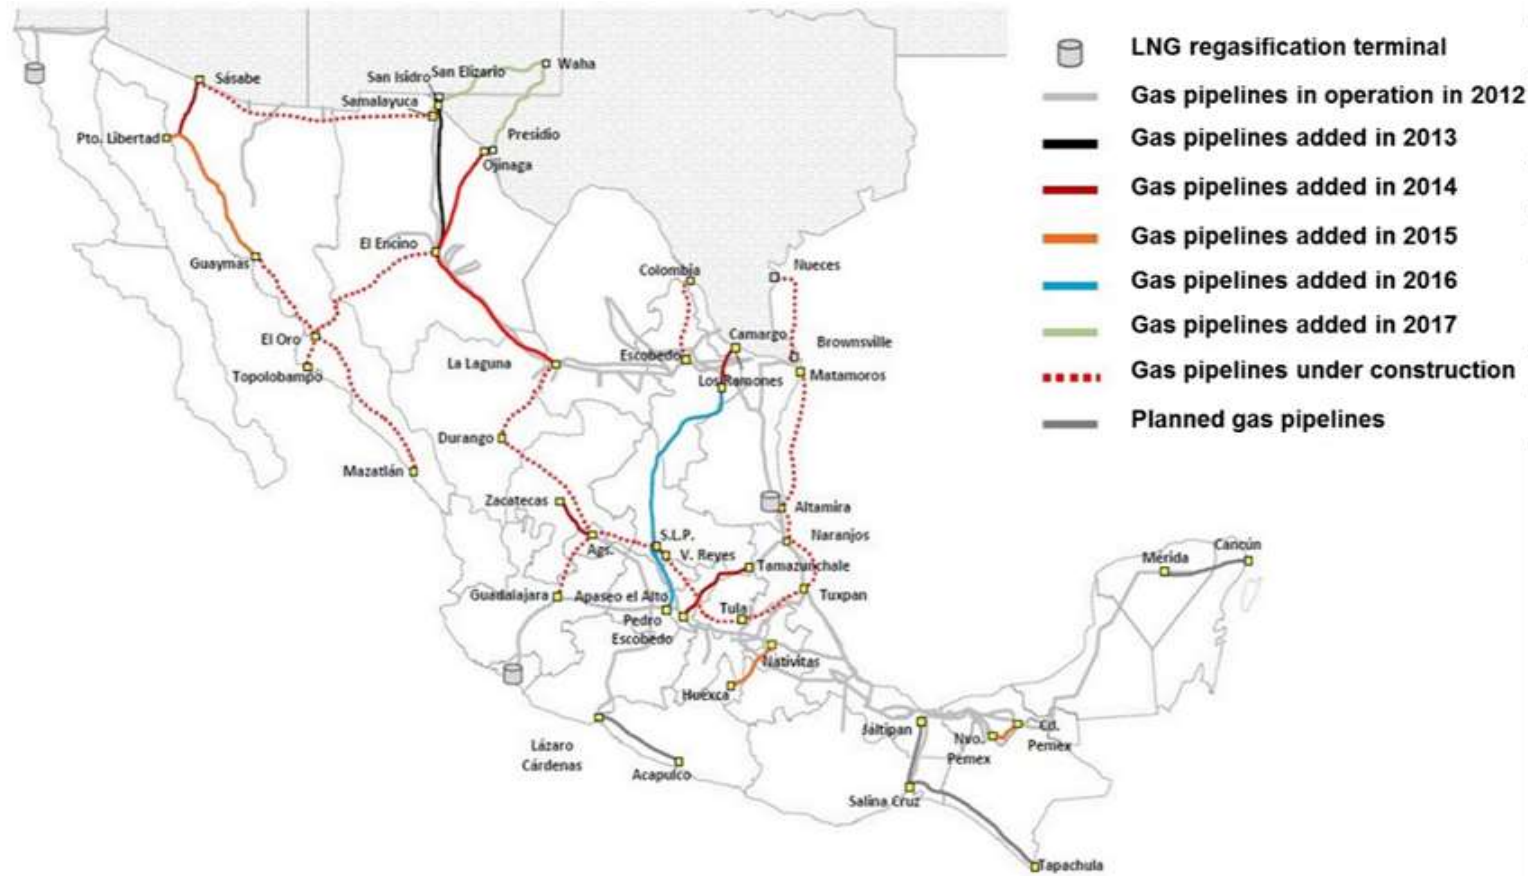 LNG regasification terminal
Gas pipelines in operation in 2012
Gas pipelines added in 2013
Gas pipelines added in 2014
Gas pipelines added in 2015
Gas pipelines added in 2016
Gas pipelines added in 2017
Gas pipelines under construction
Planned gas pipelines
Sásabe
San Isidro
San Elizario
Waha
Samalayuca
Pto. Libertad
Presidio
Ojinaga
El Encino
Guaymas
Colombia
Nueces
El Oro
Camargo
Brownsville
Topolobampo
La Laguna
Escobedo
Los Ramones
Matamoros
Durango
Mazatlán
Zacatecas
Altamira
Ags.
S.L.P.
Naranjos
V. Reyes
Tamazunchale
Mérida
Cancún
Guadalajara
Apaseo el Alto
Tula
Tuxpan
Pedro
Escobedo
Nativitas
Huexca
Jáltipan
Nvo.
Pemex
Cd.
Pemex
Lázaro
Cárdenas
Acapulco
Salina Cruz
Tapachula